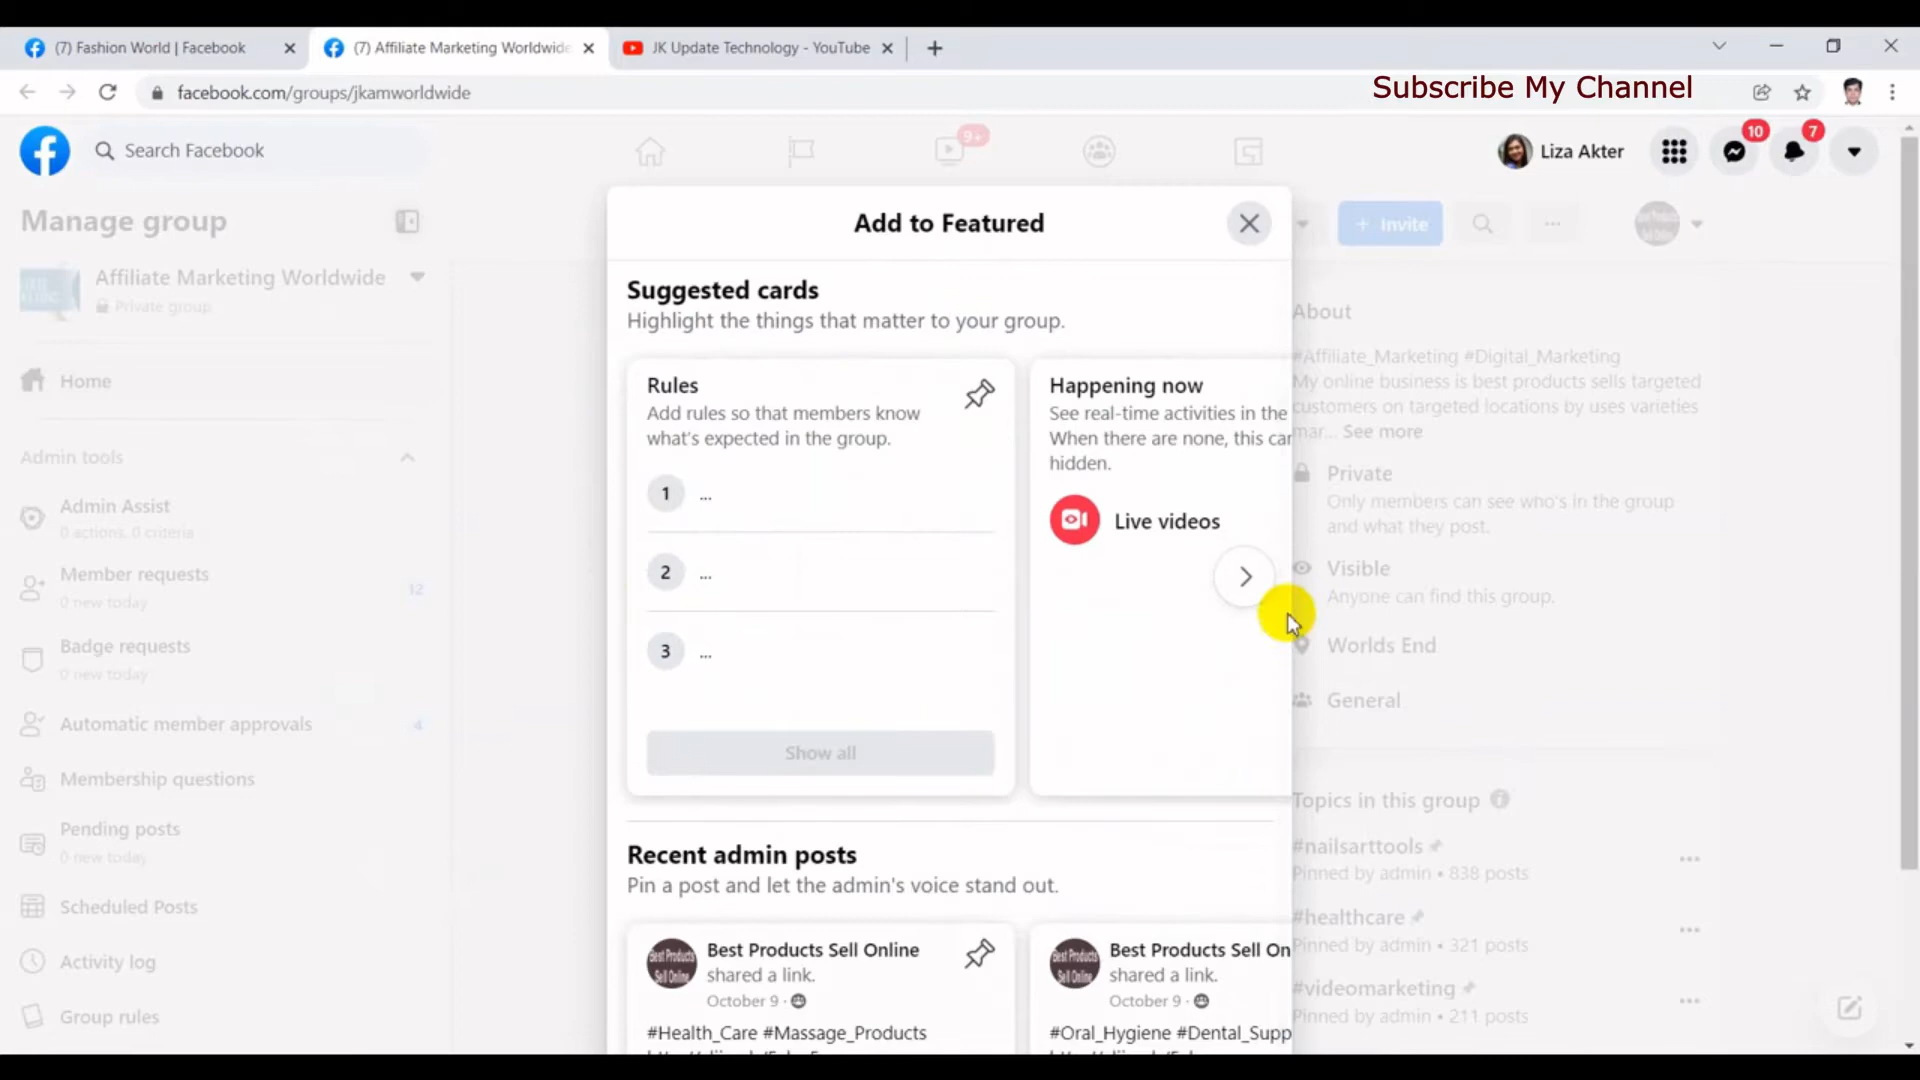 (7) Fashion World | Facebook
(7) Affiliate Marketing Worldwide
JK Update Technology - YouTube
facebook.com/groups/jkamworldwide
Subscribe My Channel
Search Facebook
9+
Liza Akter
10
7
Manage group
Affiliate Marketing Worldwide
Private group
Home
Admin tools
Admin Assist
0 actions, 0 criteria
Member requests
0 new today
12
Badge requests
0 new today
Automatic member approvals
4
Membership questions
Pending posts
0 new today
Scheduled Posts
Activity log
Group rules
Add to Featured
Suggested cards
Highlight the things that matter to your group.
Rules
Add rules so that members know
what's expected in the group.
1 ...
2 ...
3 ...
Show all
Happening now
See real-time activities in the
When there are none, this car
hidden.
Live videos
Recent admin posts
Pin a post and let the admin's voice stand out.
Best Products Sell Online
shared a link.
October 9 ·
#Health_Care #Massage_Products
Best Products Sell On
shared a link.
October 9 ·
#Oral_Hygiene #Dental_Supp
+ Invite
About
#Affiliate_Marketing #Digital_Marketing
My online business is best products sells targeted
customers on targeted locations by uses varieties
mar... See more
Private
Only members can see who's in the group
and what they post.
Visible
Anyone can find this group.
Worlds End
General
Topics in this group
#nailsarttools
Pinned by admin • 838 posts
#healthcare
Pinned by admin • 321 posts
#videomarketing
Pinned by admin • 211 posts